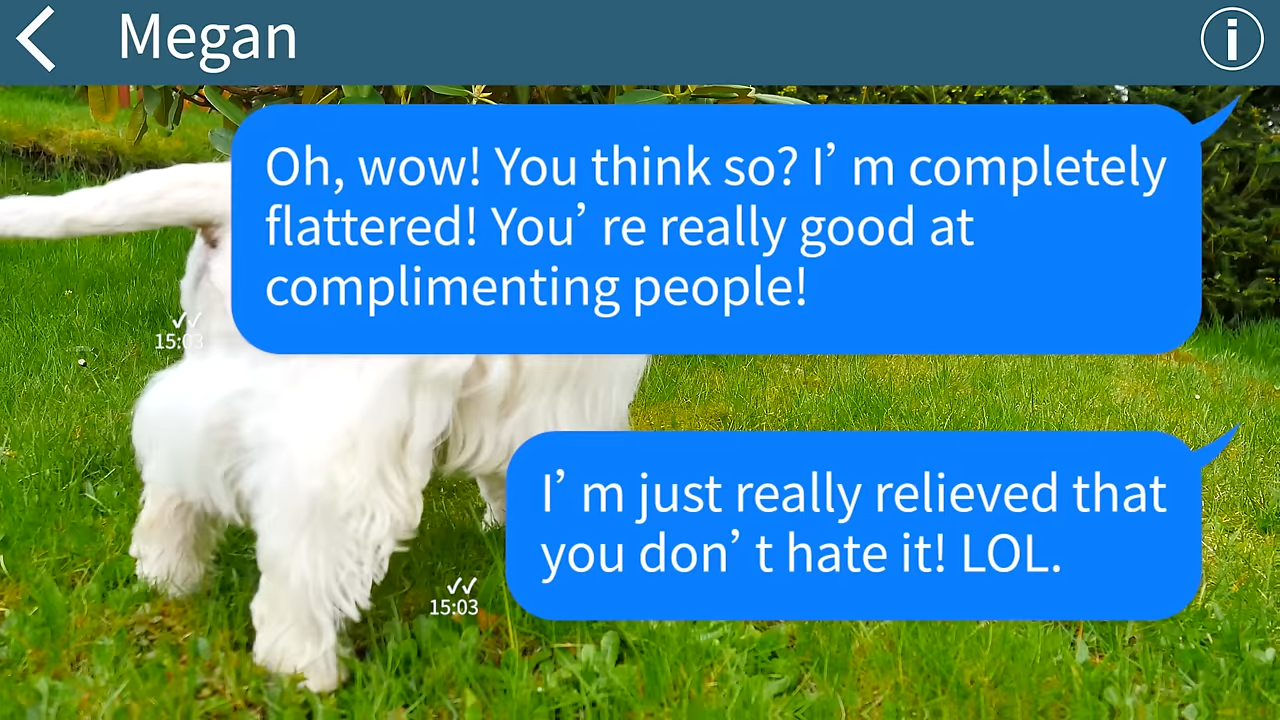 Megan
Oh, wow! You think so? I’m completely
flattered! You’re really good at
complimenting people!
15:03
I’m just really relieved that
you don’t hate it! LOL.
15:03